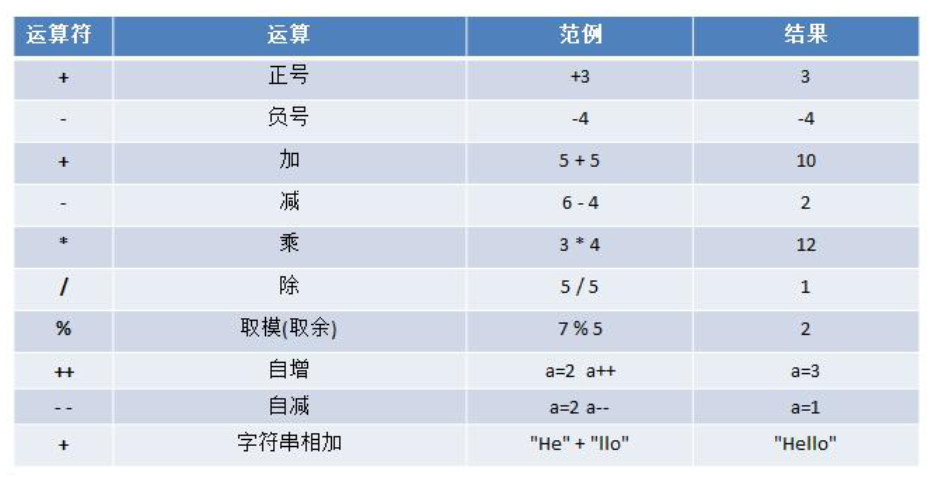 运算符 运算 范例 结果
+ 正号 +3 3
- 负号 -4 -4
+ 加 5 + 5 10
- 减 6 - 4 2
* 乘 3 * 4 12
/ 除 5 / 5 1
% 取模(取余) 7 % 5 2
++ 自增 a=2 a++ a=3
- - 自减 a=2 a-- a=1
+ 字符串相加 "He" + "llo" "Hello"